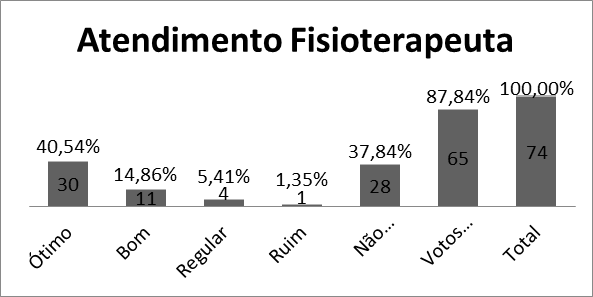 Atendimento Fisioterapeuta
40,54%
14,86%
5,41%
1,35%
37,84%
87,84%
100,00%
30
11
4
1
28
65
74
Ótimo
Bom
Regular
Ruim
Não...
Votos...
Total